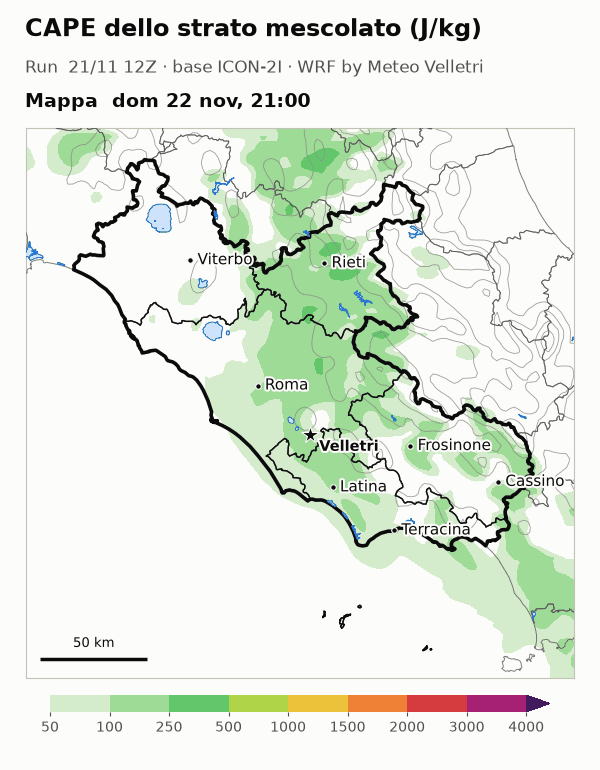 CAPE dello strato mescolato (J/kg)
Run  21/11 12Z · base ICON-2I · WRF by Meteo Velletri
Mappa  dom 22 nov, 21:00
Viterbo
Rieti
Roma
Velletri
Frosinone
Latina
Cassino
Terracina
50 km
50 100 250 500 1000 1500 2000 3000 4000